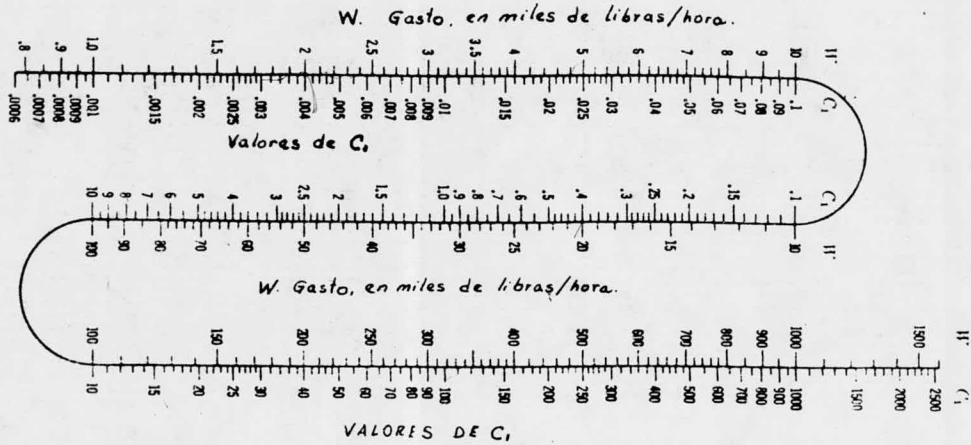 W. Gasto, en miles de libras/hora.
.8 .9 1.0 1.5 2 2.5 3 3.5 4 5 6 7 8 9 10 W
.0006 .0007 .0008 .0009 .001 .0015 .002 .0025 .003 .004 .005 .006 .007 .008 .009 .01 .015 .02 .025 .03 .04 .05 .06 .07 .08 .09 .1 C₁
Valores de C₁
10 9 8 7 6 5 4 3 2.5 2 1.5 1.0 .9 .8 .7 .6 .5 .4 .3 .25 .2 .15 .1 C₁
100 90 80 70 60 50 40 30 25 20 15 10 W
W. Gasto, en miles de libras/hora.
100 150 200 250 300 400 500 600 700 800 900 1000 1500 W
10 15 20 25 30 40 50 60 70 80 90 100 150 200 250 300 400 500 600 700 800 900 1000 1500 2000 2500 C₁
VALORES DE C₁